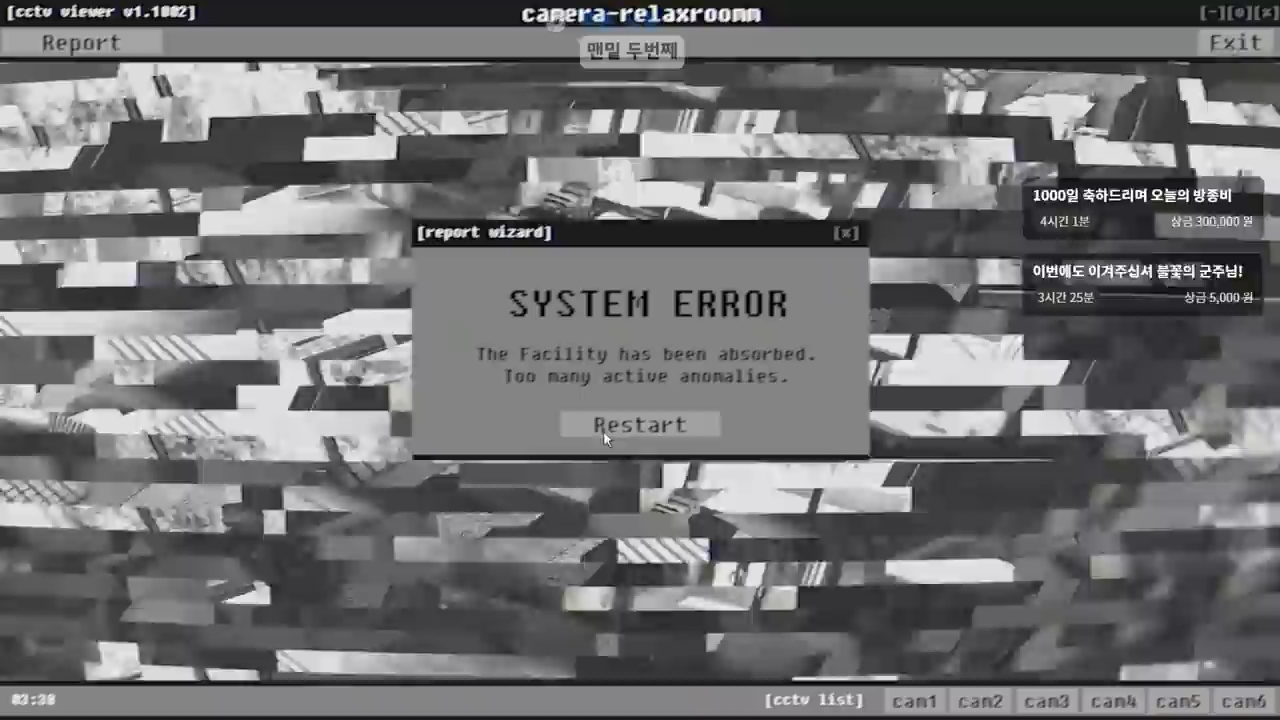 [cctv viewer v1.1002]
camera-relaxroomm
[-][o][x]
Report
맨밑 두번째
Exit
1000일 축하드리며 오늘의 방종비
4시간 1분
상금 300,000 원
이번에도 이겨주십셔 불꽃의 군주님!
3시간 25분
상금 5,000 원
[report wizard]
[x]
SYSTEM ERROR
The Facility has been absorbed.
Too many active anomalies.
Restart
03:38
[cctv list]
cam1
cam2
cam3
cam4
cam5
cam6